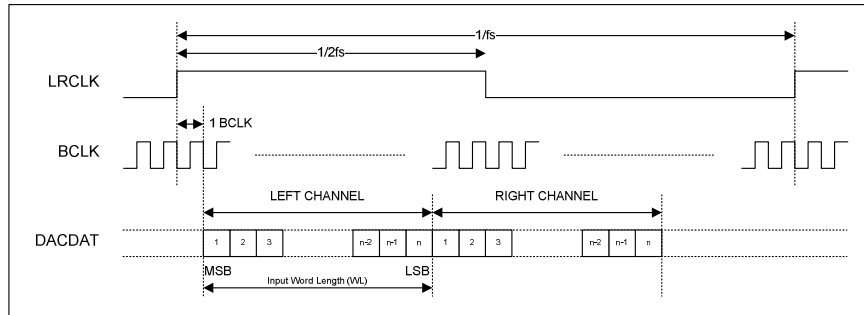 1/fs
1/2fs
LRCLK
1 BCLK
BCLK
LEFT CHANNEL RIGHT CHANNEL
DACDAT 1 2 3 n-2 n-1 n 1 2 3 n-2 n-1 n
MSB LSB
Input Word Length (WL)